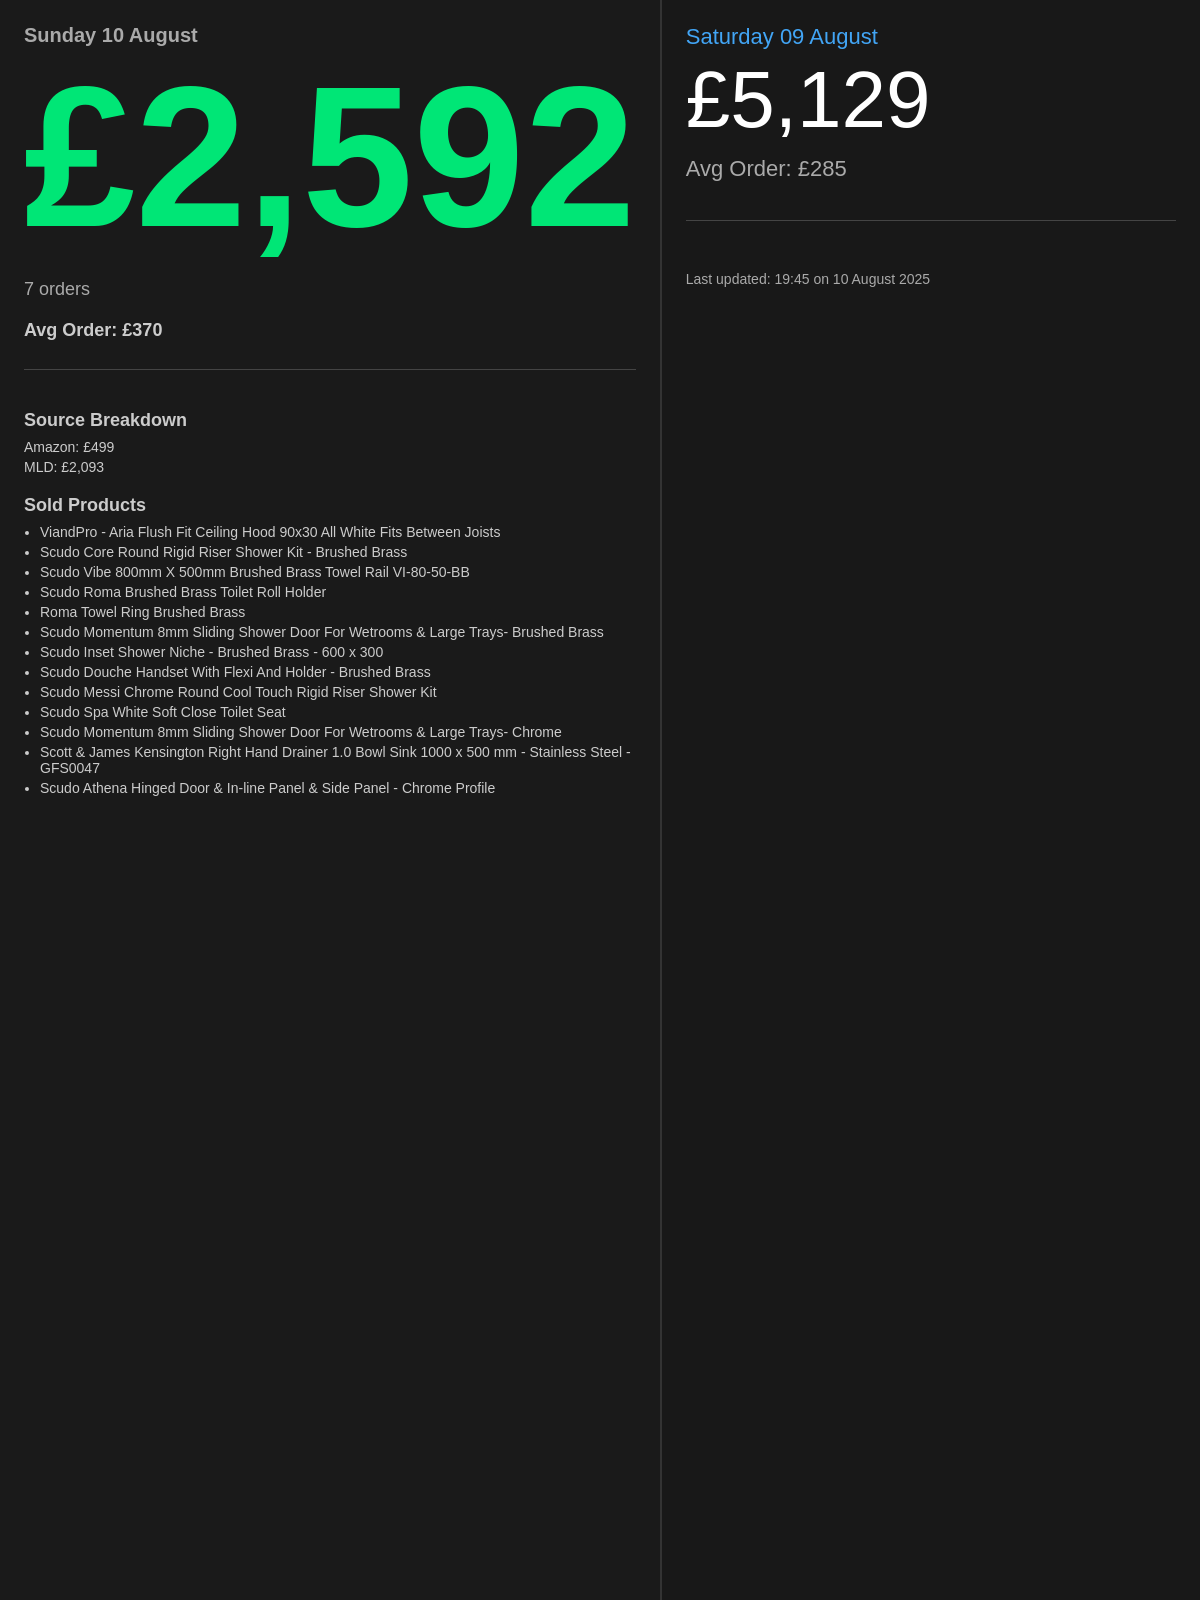 Sunday 10 August
£2,592
7 orders
Avg Order: £370
Source Breakdown
Amazon: £499
MLD: £2,093
Sold Products
• ViandPro - Aria Flush Fit Ceiling Hood 90x30 All White Fits Between Joists
• Scudo Core Round Rigid Riser Shower Kit - Brushed Brass
• Scudo Vibe 800mm X 500mm Brushed Brass Towel Rail VI-80-50-BB
• Scudo Roma Brushed Brass Toilet Roll Holder
• Roma Towel Ring Brushed Brass
• Scudo Momentum 8mm Sliding Shower Door For Wetrooms & Large Trays- Brushed Brass
• Scudo Inset Shower Niche - Brushed Brass - 600 x 300
• Scudo Douche Handset With Flexi And Holder - Brushed Brass
• Scudo Messi Chrome Round Cool Touch Rigid Riser Shower Kit
• Scudo Spa White Soft Close Toilet Seat
• Scudo Momentum 8mm Sliding Shower Door For Wetrooms & Large Trays- Chrome
• Scott & James Kensington Right Hand Drainer 1.0 Bowl Sink 1000 x 500 mm - Stainless Steel -
GFS0047
• Scudo Athena Hinged Door & In-line Panel & Side Panel - Chrome Profile
Saturday 09 August
£5,129
Avg Order: £285
Last updated: 19:45 on 10 August 2025